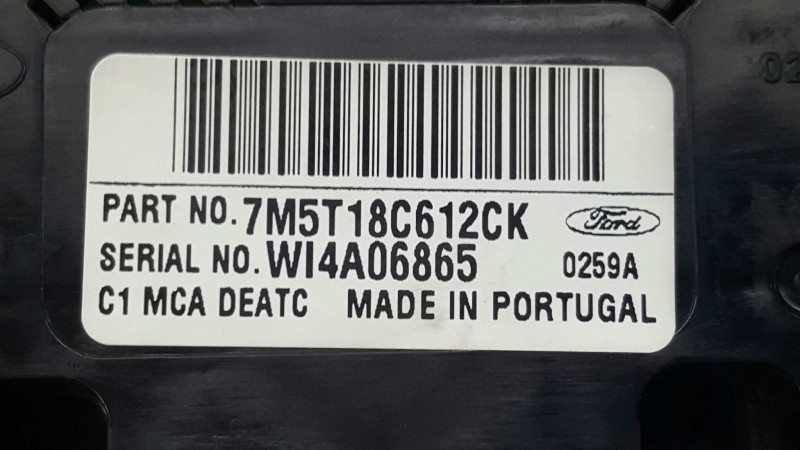 PART NO. 7M5T18C612CK Ford
SERIAL NO. WI4A06865 0259A
C1 MCA DEATC MADE IN PORTUGAL